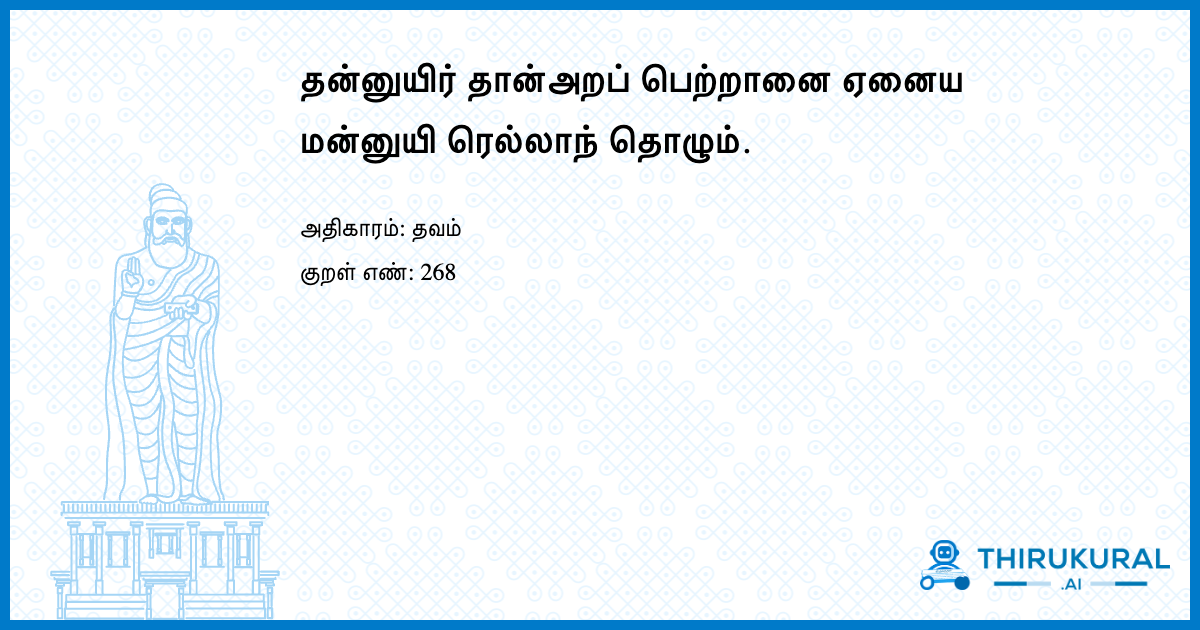 தன்னுயிர் தான்அறப் பெற்றானை ஏனைய
மன்னுயி ரெல்லாந் தொழும்.
அதிகாரம்: தவம்
குறள் எண்: 268
THIRUKURAL
.AI